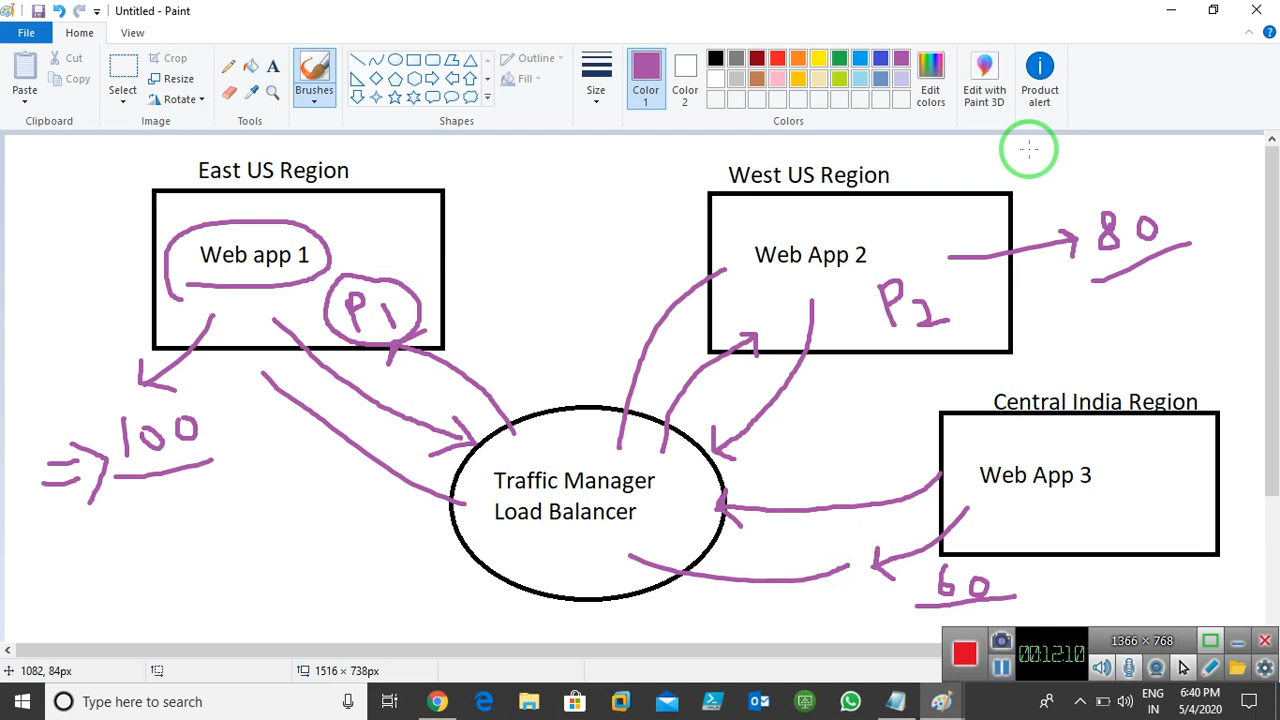 Untitled - Paint
File
Home
View
Paste
Cut
Copy
Clipboard
Select
Crop
Resize
Rotate
Image
Tools
Brushes
Outline
Fill
Shapes
Size
Color 1
Color 2
Edit colors
Colors
Edit with Paint 3D
Product alert
East US Region
Web app 1
P1
100
West US Region
Web App 2
P2
80
Central India Region
Web App 3
60
Traffic Manager
Load Balancer
1082, 84px
1516 × 738px
00:12:10
1366 × 768
Type here to search
ENG
IN
6:40 PM
5/4/2020